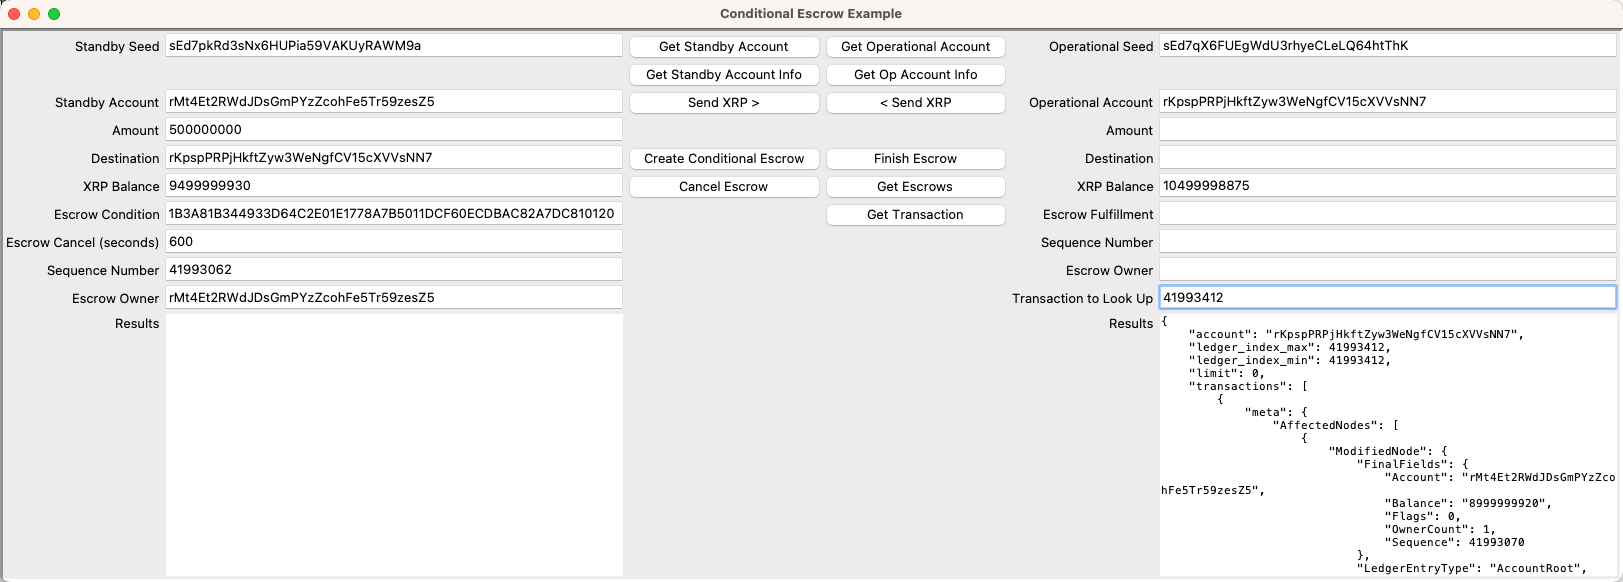 Conditional Escrow Example
Standby Seed sEd7pkRd3sNx6HUPia59VAKUyRAWM9a Get Standby Account Get Operational Account Operational Seed sEd7qX6FUEgWdU3rhyeCLeLQ64htThK
Get Standby Account Info Get Op Account Info
Standby Account rMt4Et2RWdJDsGmPYzZcohFe5Tr59zesZ5 Send XRP > < Send XRP Operational Account rKpspPRPjHkftZyw3WeNgfCV15cXVVsNN7
Amount 500000000 Amount
Destination rKpspPRPjHkftZyw3WeNgfCV15cXVVsNN7 Create Conditional Escrow Finish Escrow Destination
XRP Balance 9499999930 Cancel Escrow Get Escrows XRP Balance 10499998875
Escrow Condition 1B3A81B344933D64C2E01E1778A7B5011DCF60ECDBAC82A7DC810120 Get Transaction Escrow Fulfillment
Escrow Cancel (seconds) 600 Sequence Number
Sequence Number 41993062 Escrow Owner
Escrow Owner rMt4Et2RWdJDsGmPYzZcohFe5Tr59zesZ5 Transaction to Look Up 41993412
Results Results
{
"account": "rKpspPRPjHkftZyw3WeNgfCV15cXVVsNN7",
"ledger_index_max": 41993412,
"ledger_index_min": 41993412,
"limit": 0,
"transactions": [
{
"meta": {
"AffectedNodes": [
{
"ModifiedNode": {
"FinalFields": {
"Account": "rMt4Et2RWdJDsGmPYzZco
hFe5Tr59zesZ5",
"Balance": "8999999920",
"Flags": 0,
"OwnerCount": 1,
"Sequence": 41993070
},
"LedgerEntryType": "AccountRoot",